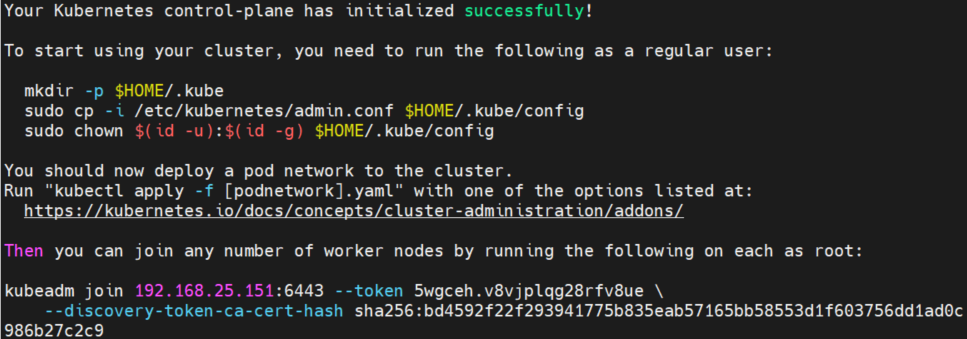 Your Kubernetes control-plane has initialized successfully!
To start using your cluster, you need to run the following as a regular user:
mkdir -p $HOME/.kube
sudo cp -i /etc/kubernetes/admin.conf $HOME/.kube/config
sudo chown $(id -u):$(id -g) $HOME/.kube/config
You should now deploy a pod network to the cluster.
Run "kubectl apply -f [podnetwork].yaml" with one of the options listed at:
https://kubernetes.io/docs/concepts/cluster-administration/addons/
Then you can join any number of worker nodes by running the following on each as root:
kubeadm join 192.168.25.151:6443 --token 5wgceh.v8vjplqg28rfv8ue \
--discovery-token-ca-cert-hash sha256:bd4592f22f293941775b835eab57165bb58553d1f603756dd1ad0c
986b27c2c9